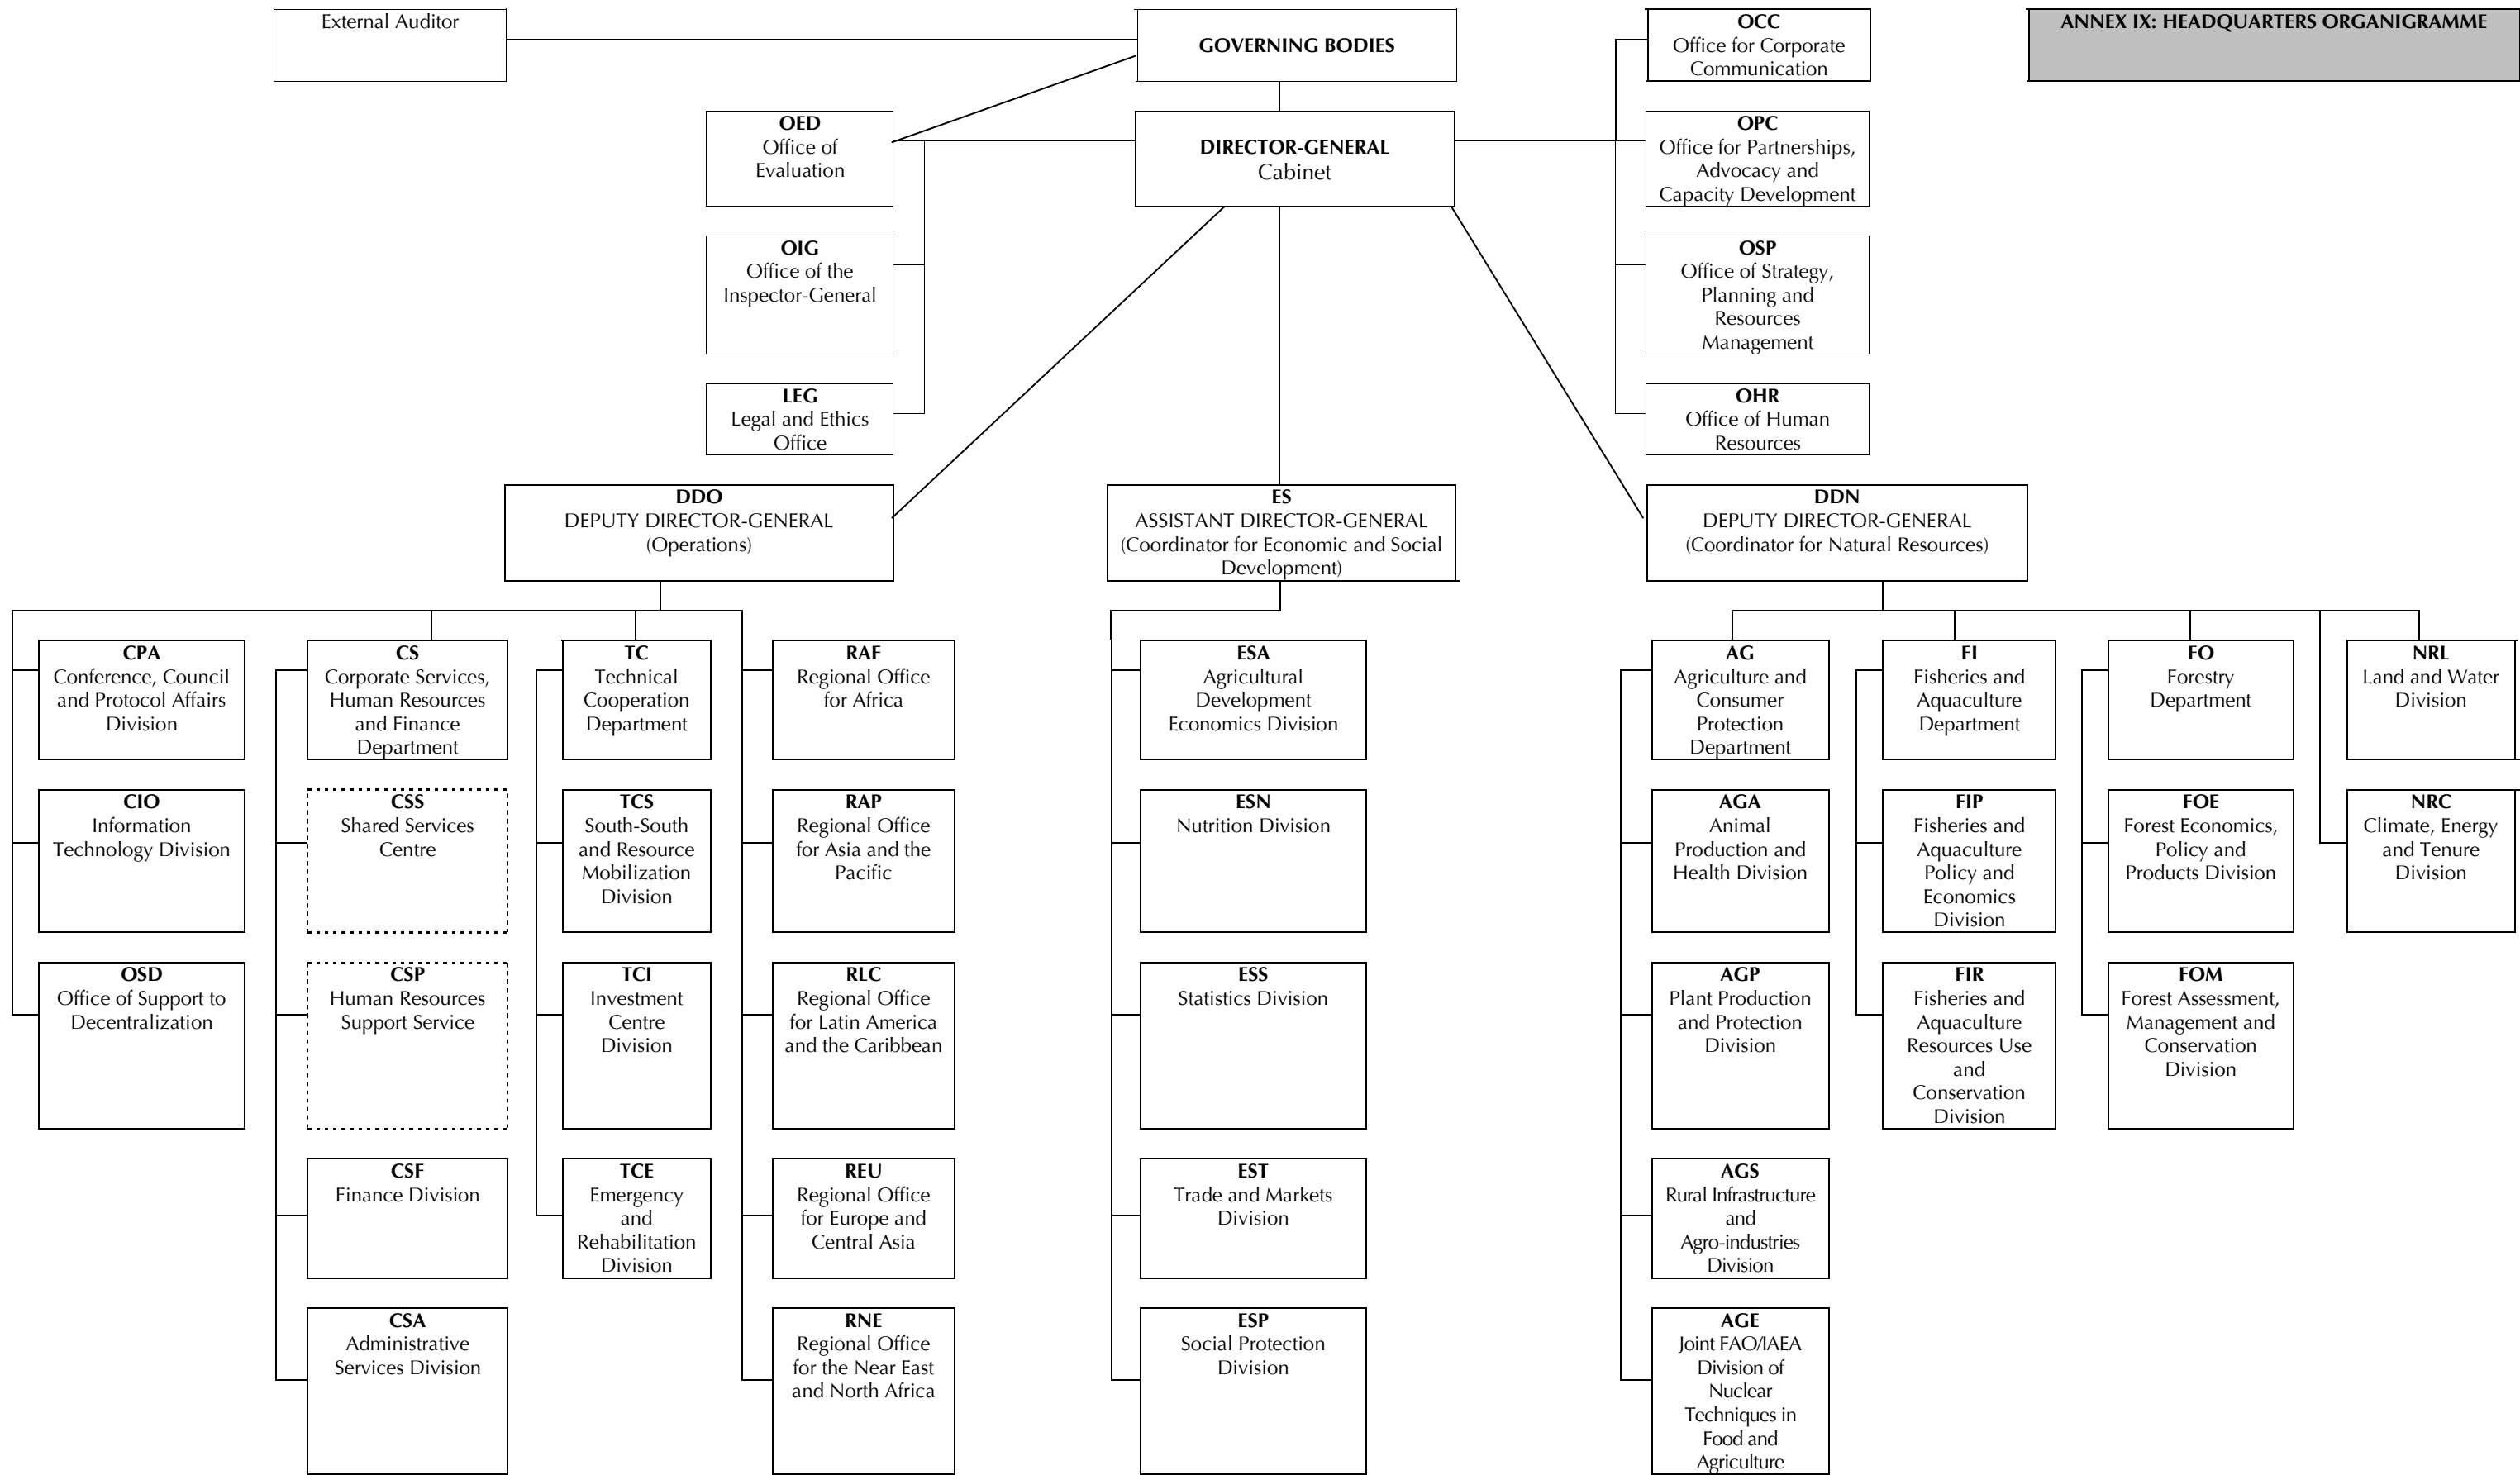 External Auditor
GOVERNING BODIES
OCC
Office for Corporate
Communication
ANNEX IX: HEADQUARTERS ORGANIGRAMME
OED
Office of
Evaluation
DIRECTOR-GENERAL
Cabinet
OPC
Office for Partnerships,
Advocacy and
Capacity Development
OIG
Office of the
Inspector-General
OSP
Office of Strategy,
Planning and
Resources
Management
LEG
Legal and Ethics
Office
OHR
Office of Human
Resources
DDO
DEPUTY DIRECTOR-GENERAL
(Operations)
ES
ASSISTANT DIRECTOR-GENERAL
(Coordinator for Economic and Social
Development)
DDN
DEPUTY DIRECTOR-GENERAL
(Coordinator for Natural Resources)
CPA
Conference, Council
and Protocol Affairs
Division
CS
Corporate Services,
Human Resources
and Finance
Department
TC
Technical
Cooperation
Department
RAF
Regional Office
for Africa
ESA
Agricultural
Development
Economics Division
AG
Agriculture and
Consumer
Protection
Department
FI
Fisheries and
Aquaculture
Department
FO
Forestry
Department
NRL
Land and Water
Division
CIO
Information
Technology Division
CSS
Shared Services
Centre
TCS
South-South
and Resource
Mobilization
Division
RAP
Regional Office
for Asia and the
Pacific
ESN
Nutrition Division
AGA
Animal
Production and
Health Division
FIP
Fisheries and
Aquaculture
Policy and
Economics
Division
FOE
Forest Economics,
Policy and
Products Division
NRC
Climate, Energy
and Tenure
Division
OSD
Office of Support to
Decentralization
CSP
Human Resources
Support Service
TCI
Investment
Centre
Division
RLC
Regional Office
for Latin America
and the Caribbean
ESS
Statistics Division
AGP
Plant Production
and Protection
Division
FIR
Fisheries and
Aquaculture
Resources Use
and
Conservation
Division
FOM
Forest Assessment,
Management and
Conservation
Division
CSF
Finance Division
TCE
Emergency
and
Rehabilitation
Division
REU
Regional Office
for Europe and
Central Asia
EST
Trade and Markets
Division
AGS
Rural Infrastructure
and
Agro-industries
Division
CSA
Administrative
Services Division
RNE
Regional Office
for the Near East
and North Africa
ESP
Social Protection
Division
AGE
Joint FAO/IAEA
Division of
Nuclear
Techniques in
Food and
Agriculture